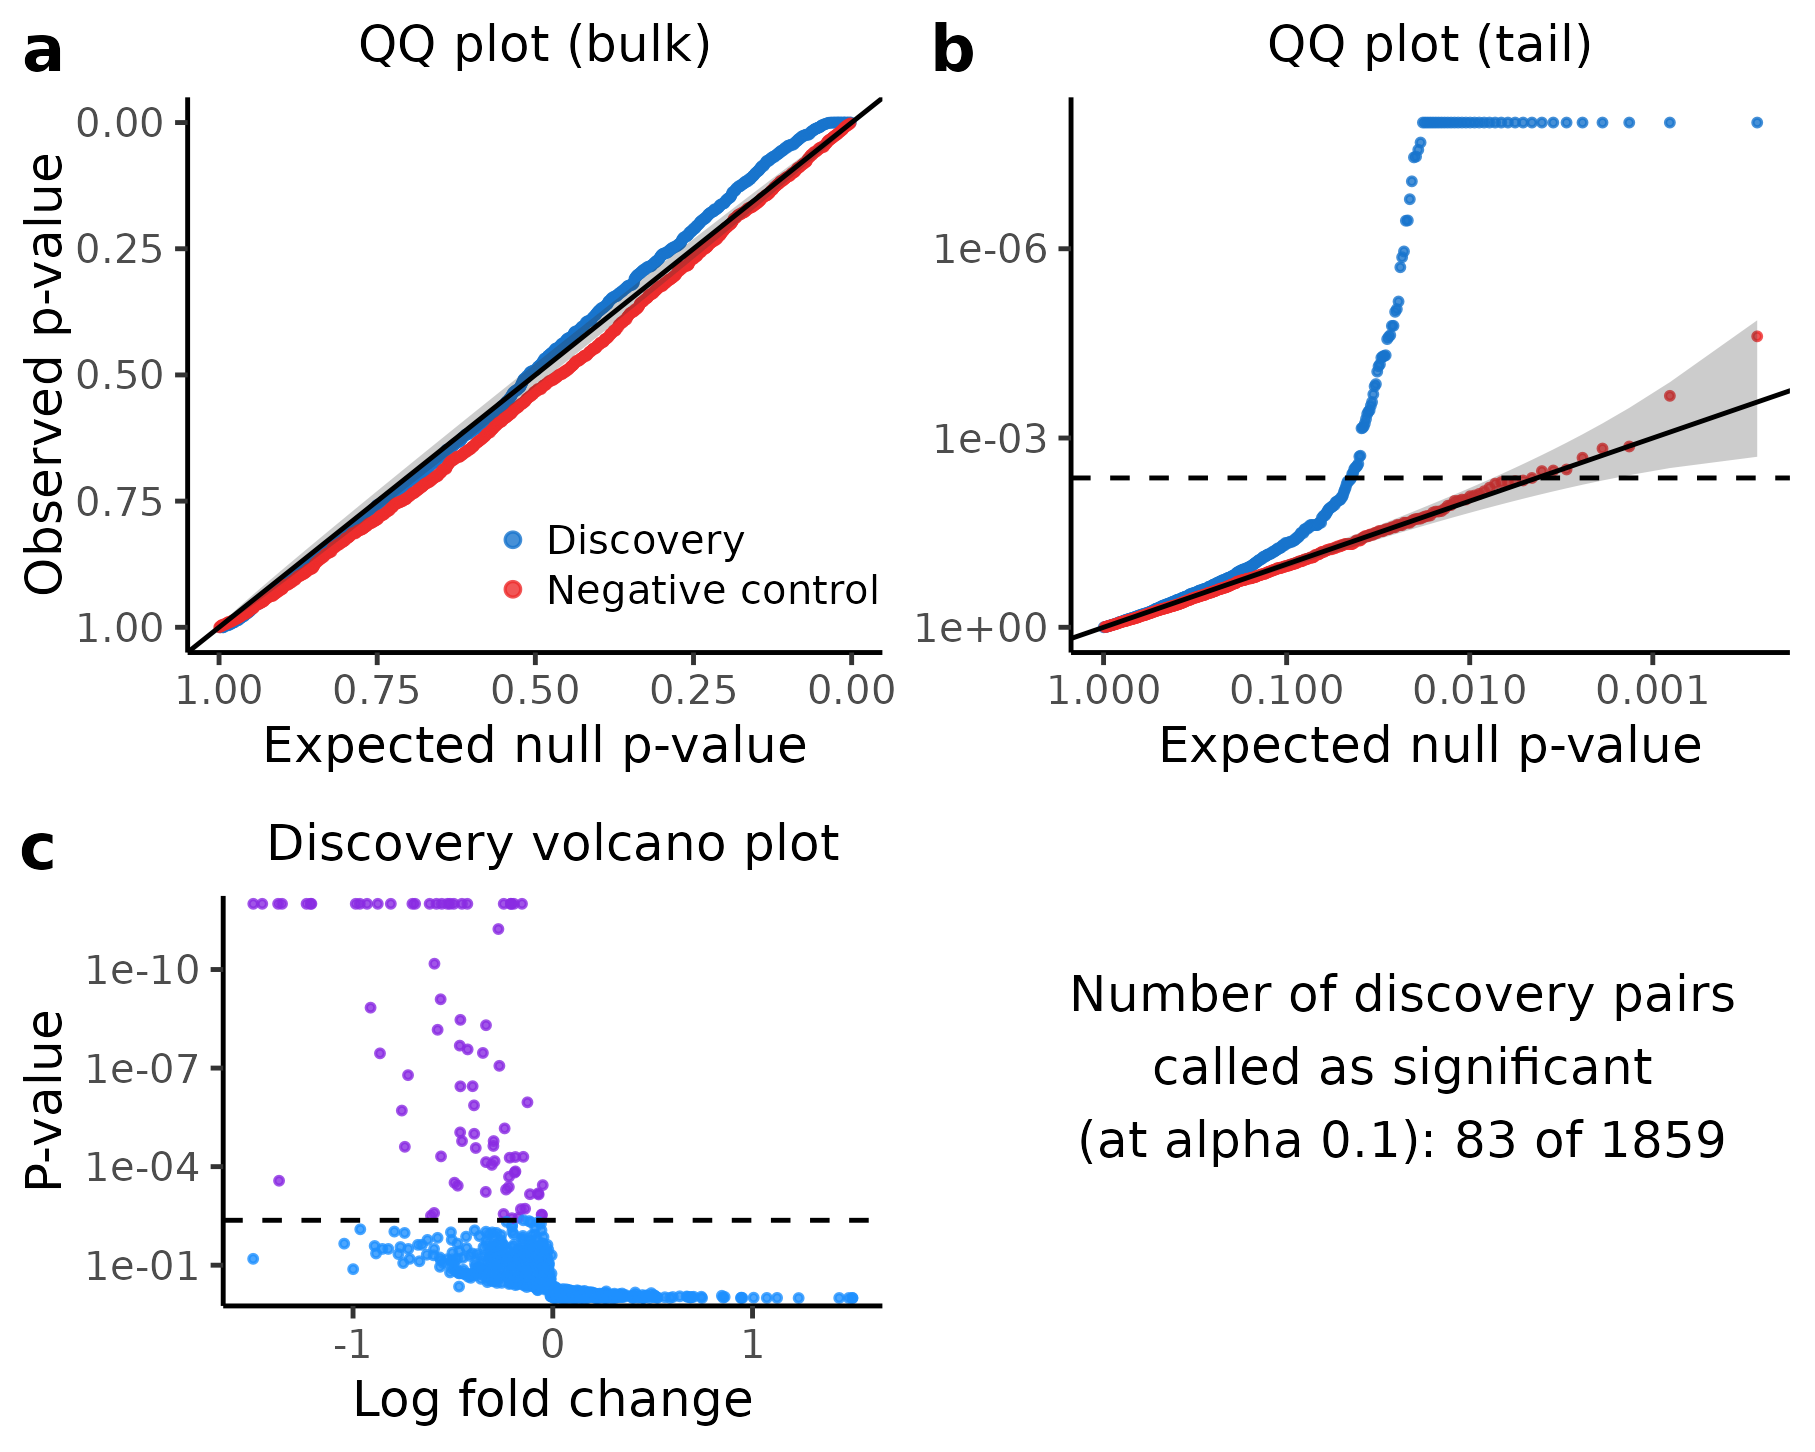 a
QQ plot (bulk)
Observed p-value
0.00
0.25
0.50
0.75
1.00
Discovery
Negative control
1.00 0.75 0.50 0.25 0.00
Expected null p-value
b
QQ plot (tail)
1e-06
1e-03
1e+00
1.000 0.100 0.010 0.001
Expected null p-value
c
Discovery volcano plot
P-value
1e-10
1e-07
1e-04
1e-01
-1 0 1
Log fold change
Number of discovery pairs
called as significant
(at alpha 0.1): 83 of 1859